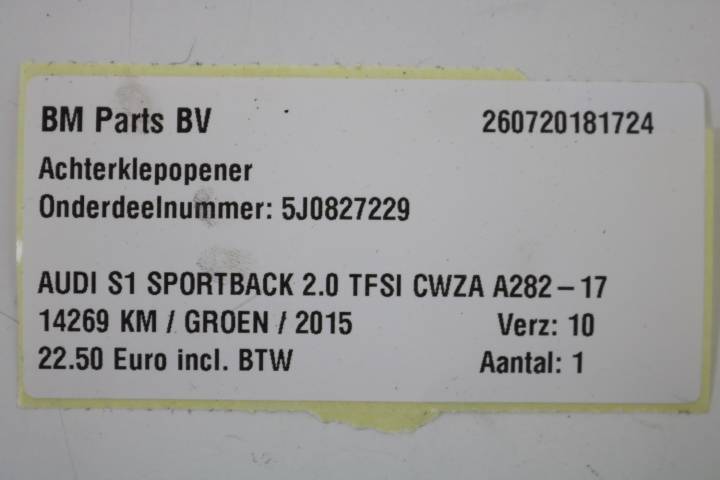 BM Parts BV 260720181724
Achterklepopener
Onderdeelnummer: 5J0827229
AUDI S1 SPORTBACK 2.0 TFSI CWZA A282-17
14269 KM / GROEN / 2015 Verz: 10
22.50 Euro incl. BTW Aantal: 1